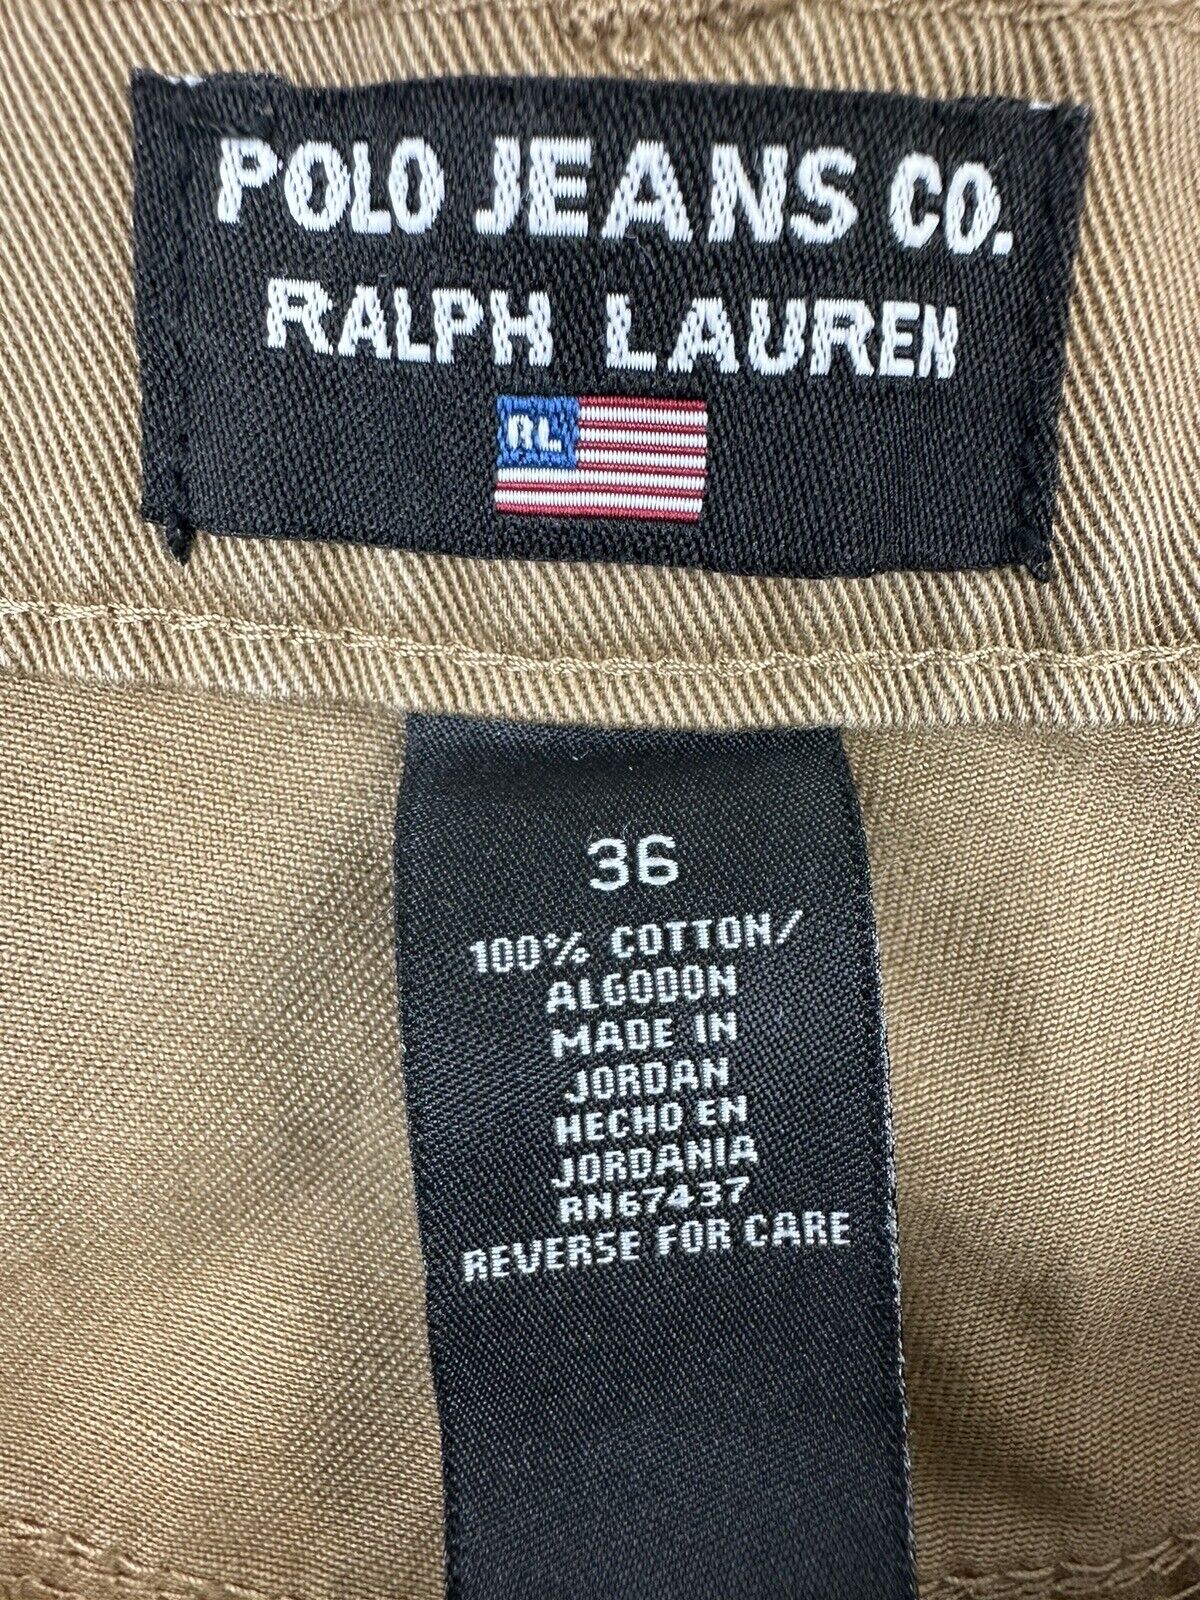 POLO JEANS CO.
RALPH LAUREN
RL
36
100% COTTON/
ALGODON
MADE IN
JORDAN
HECHO EN
JORDANIA
RN67437
REVERSE FOR CARE